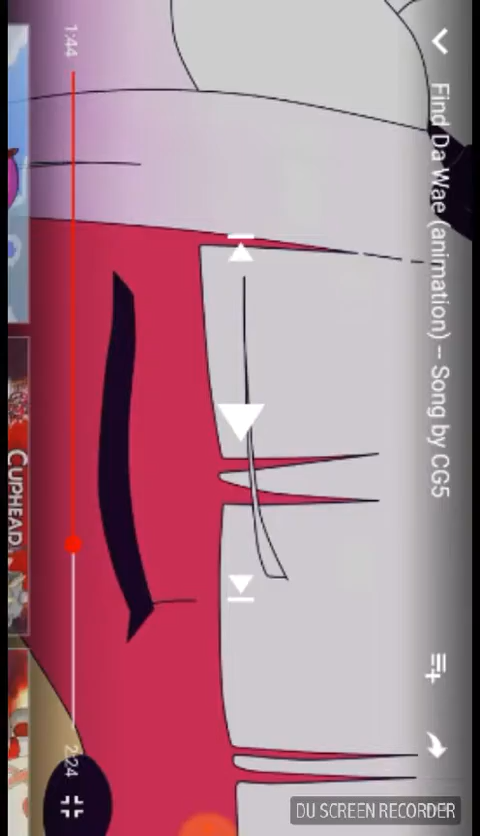 Find Da Wae (animation) – Song by CG5
1:44
2:24
CUPHEAD
DU SCREEN RECORDER